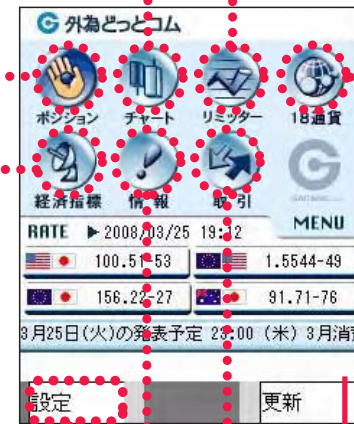 外為どっとコム
ポジション チャート リミッター 18通貨
経済指標 情報 取引
MENU
RATE ▶2008/03/25 19:12
100.51-53 1.5544-49
156.22-27 91.71-76
3月25日(火)の発表予定 23:00 (米) 3月消
設定 更新